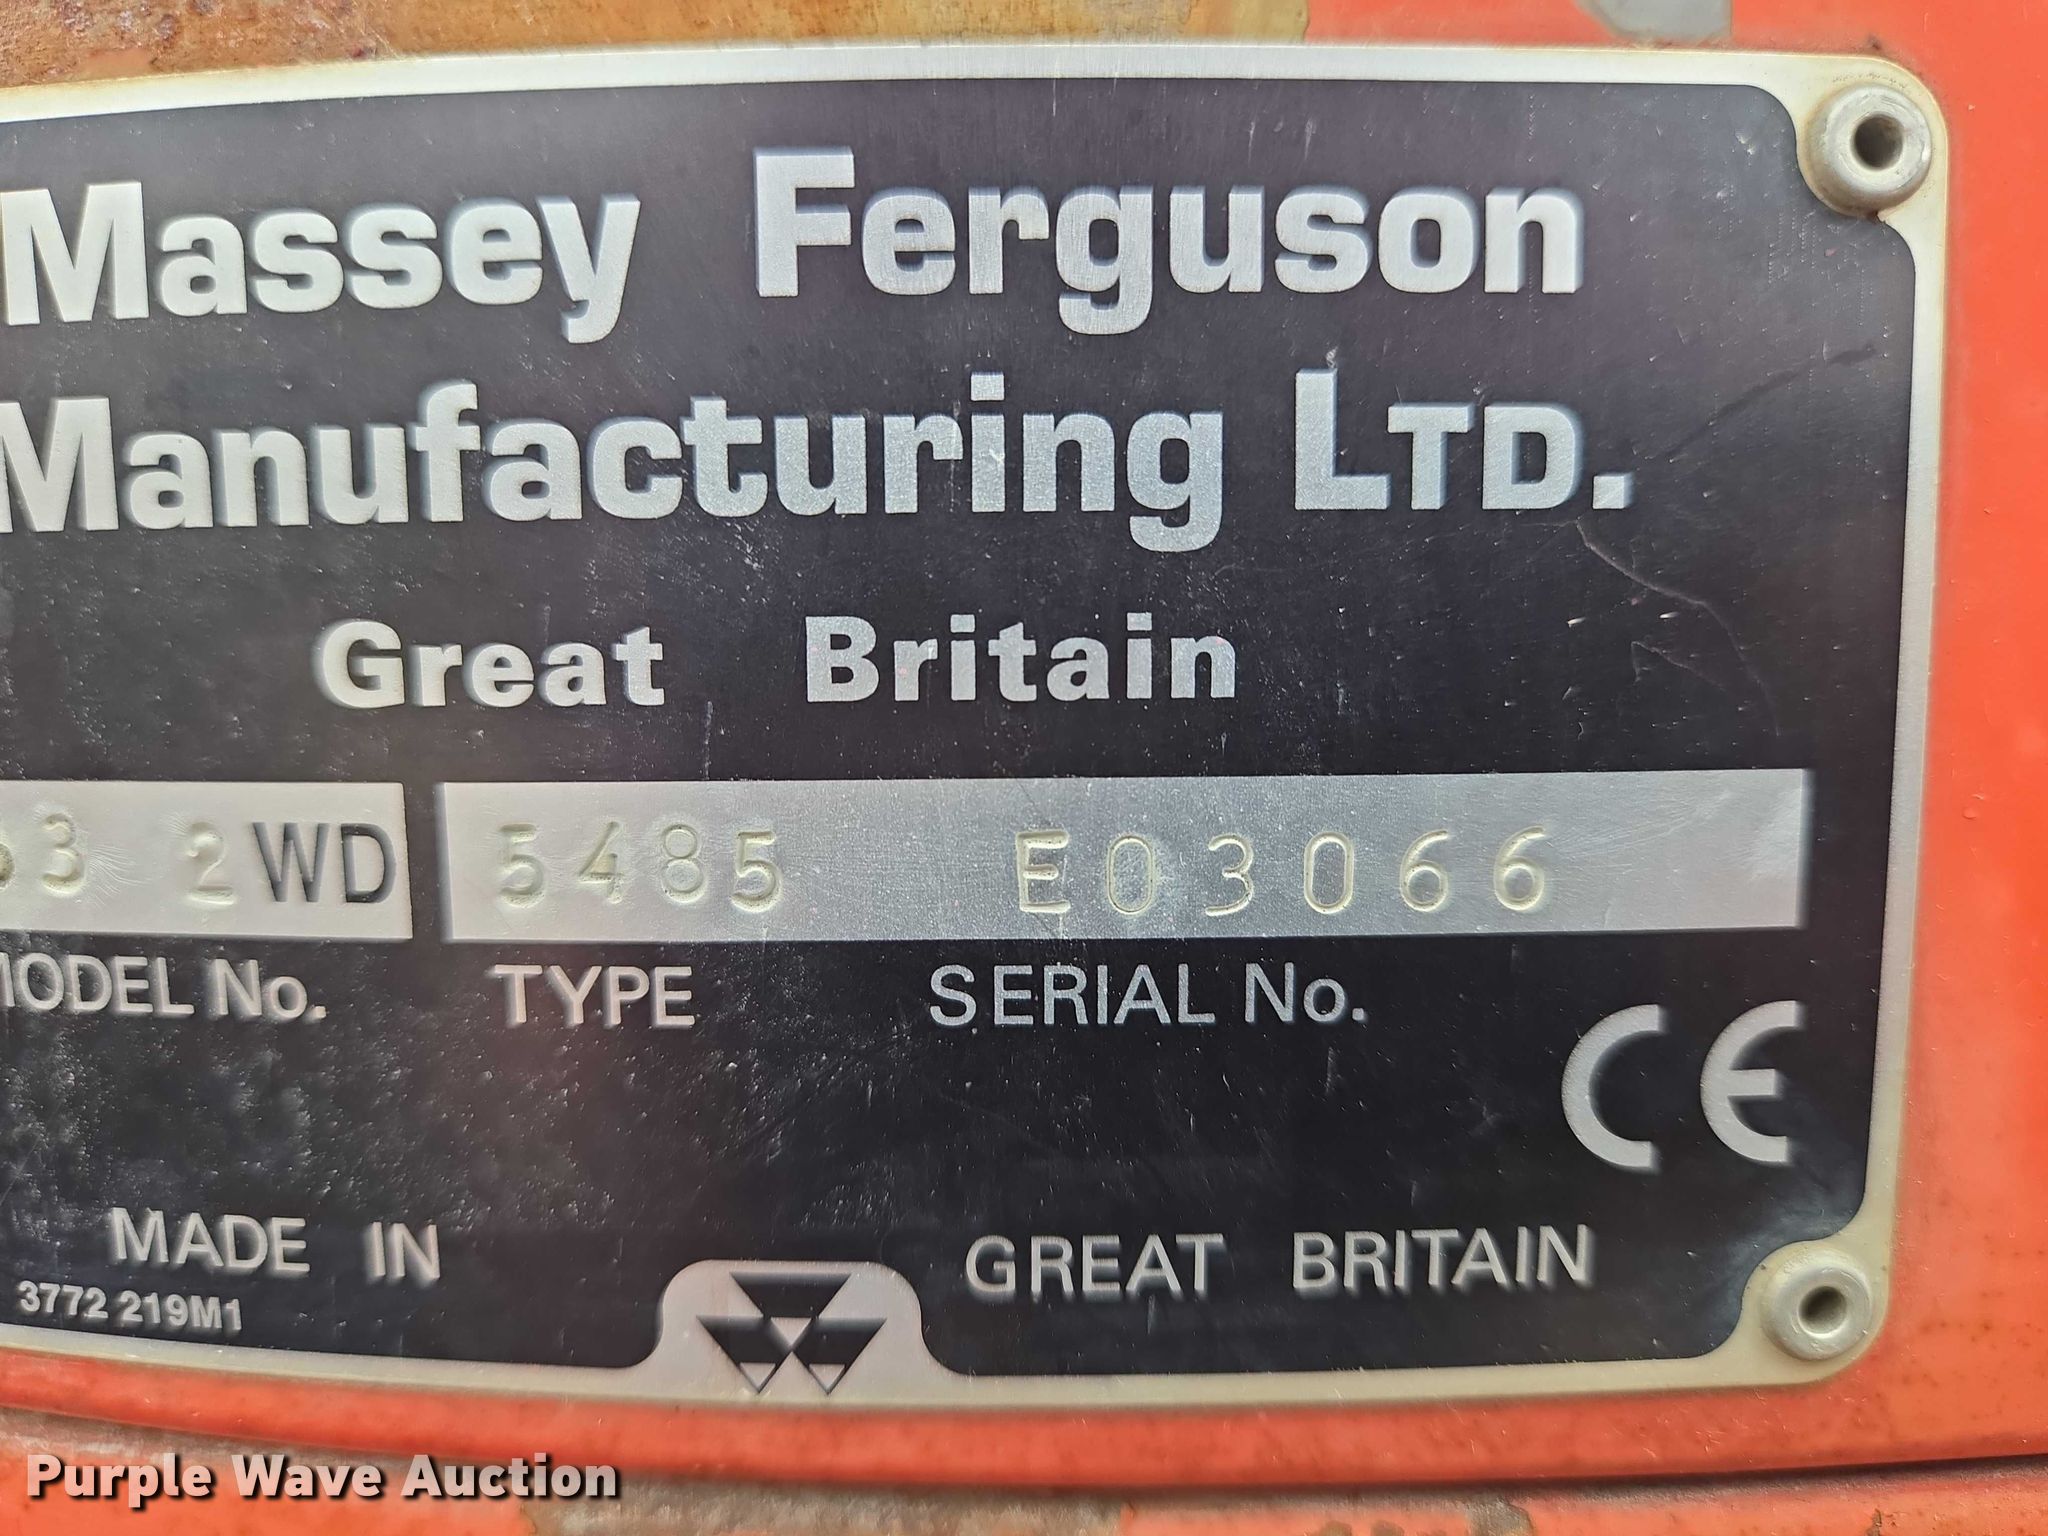 Massey Ferguson
Manufacturing LTD.
Great Britain
63 2WD 5485 E03066
MODEL No. TYPE SERIAL No.
CE
MADE IN GREAT BRITAIN
3772 219M1
Purple Wave Auction